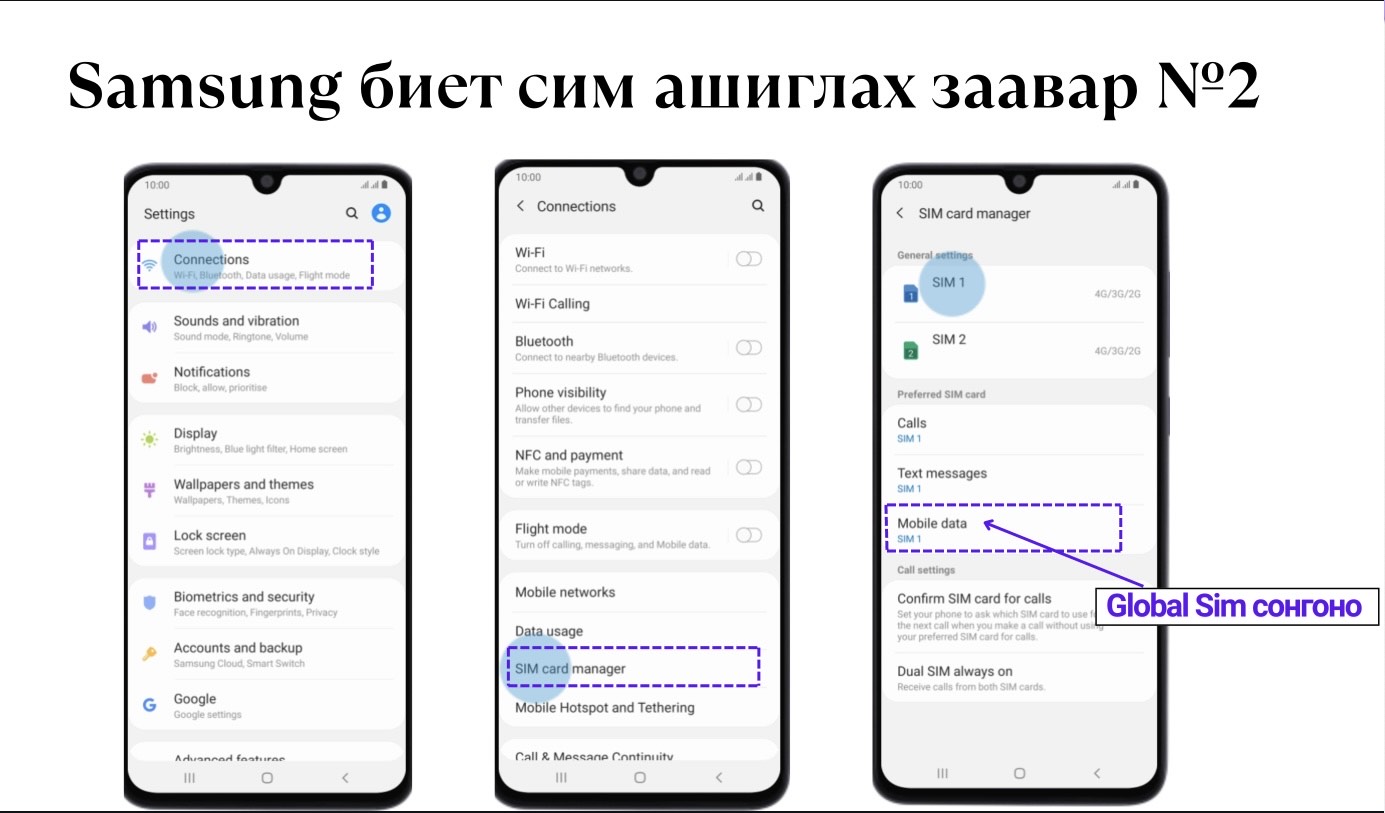 Samsung биет сим ашиглах заавар №2
10:00
Settings
Connections
Wi-Fi, Bluetooth, Data usage, Flight mode
Sounds and vibration
Sound mode, Ringtone, Volume
Notifications
Block, allow, prioritise
Display
Brightness, Blue light filter, Home screen
Wallpapers and themes
Wallpapers, Themes, Icons
Lock screen
Screen lock type, Always On Display, Clock style
Biometrics and security
Face recognition, Fingerprints, Privacy
Accounts and backup
Samsung Cloud, Smart Switch
Google
Google settings
Advanced features
10:00
Connections
Wi-Fi
Connect to Wi-Fi networks.
Wi-Fi Calling
Bluetooth
Connect to nearby Bluetooth devices.
Phone visibility
Allow other devices to find your phone and
transfer files.
NFC and payment
Make mobile payments, share data, and read
or write NFC tags.
Flight mode
Turn off calling, messaging, and Mobile data.
Mobile networks
Data usage
SIM card manager
Mobile Hotspot and Tethering
Call & Message Continuity
10:00
SIM card manager
General settings
1
SIM 1
4G/3G/2G
2
SIM 2
4G/3G/2G
Preferred SIM card
Calls
SIM 1
Text messages
SIM 1
Mobile data
SIM 1
Call settings
Global Sim сонгоно
Confirm SIM card for calls
Set your phone to ask which SIM card to use
the next call when you make a call without using
your preferred SIM card for calls.
Dual SIM always on
Receive calls from both SIM cards.